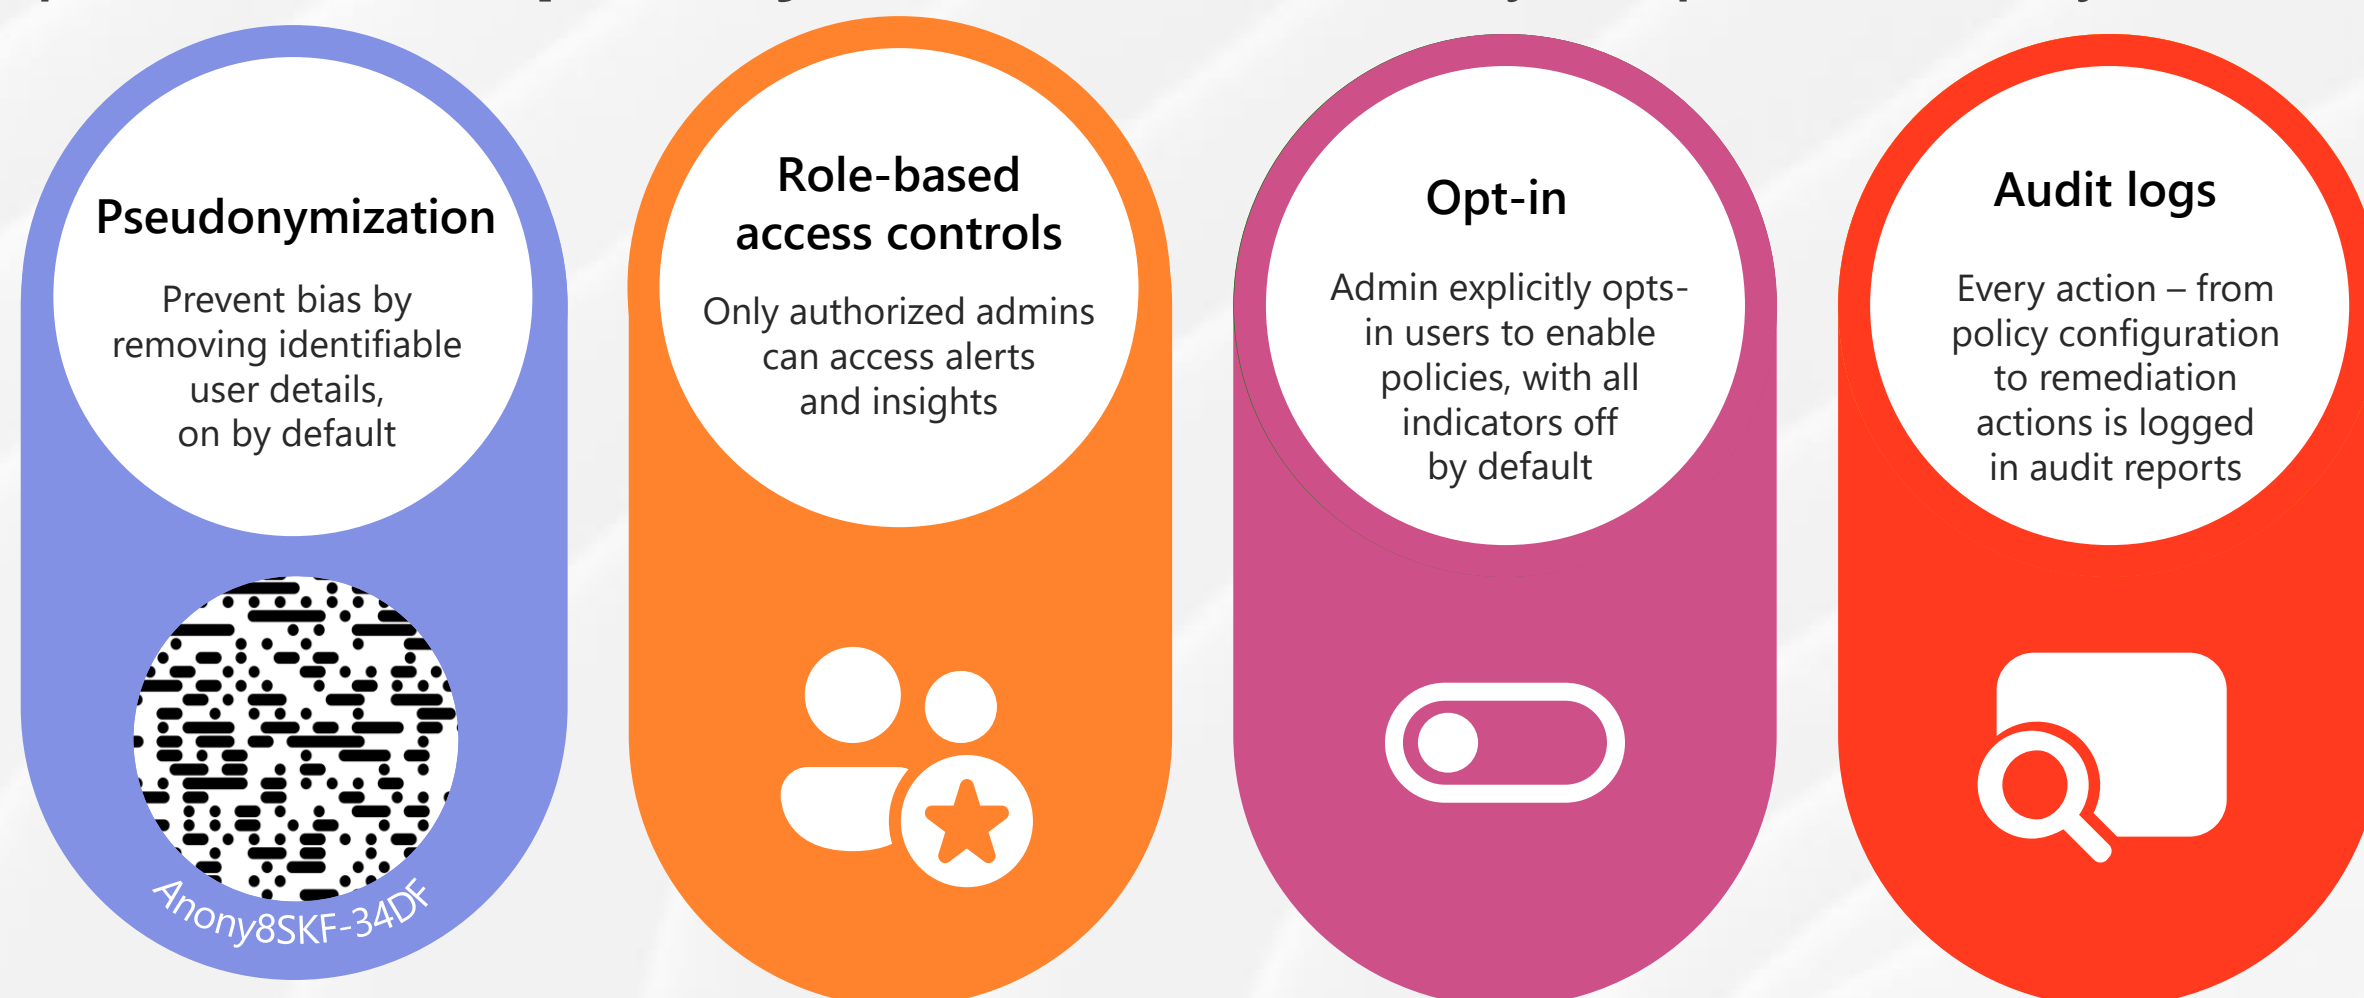 Pseudonymization
Prevent bias by
removing identifiable
user details,
on by default
Anony8SKF-34DF
Role-based
access controls
Only authorized admins
can access alerts
and insights
Opt-in
Admin explicitly opts-
in users to enable
policies, with all
indicators off
by default
Audit logs
Every action – from
policy configuration
to remediation
actions is logged
in audit reports